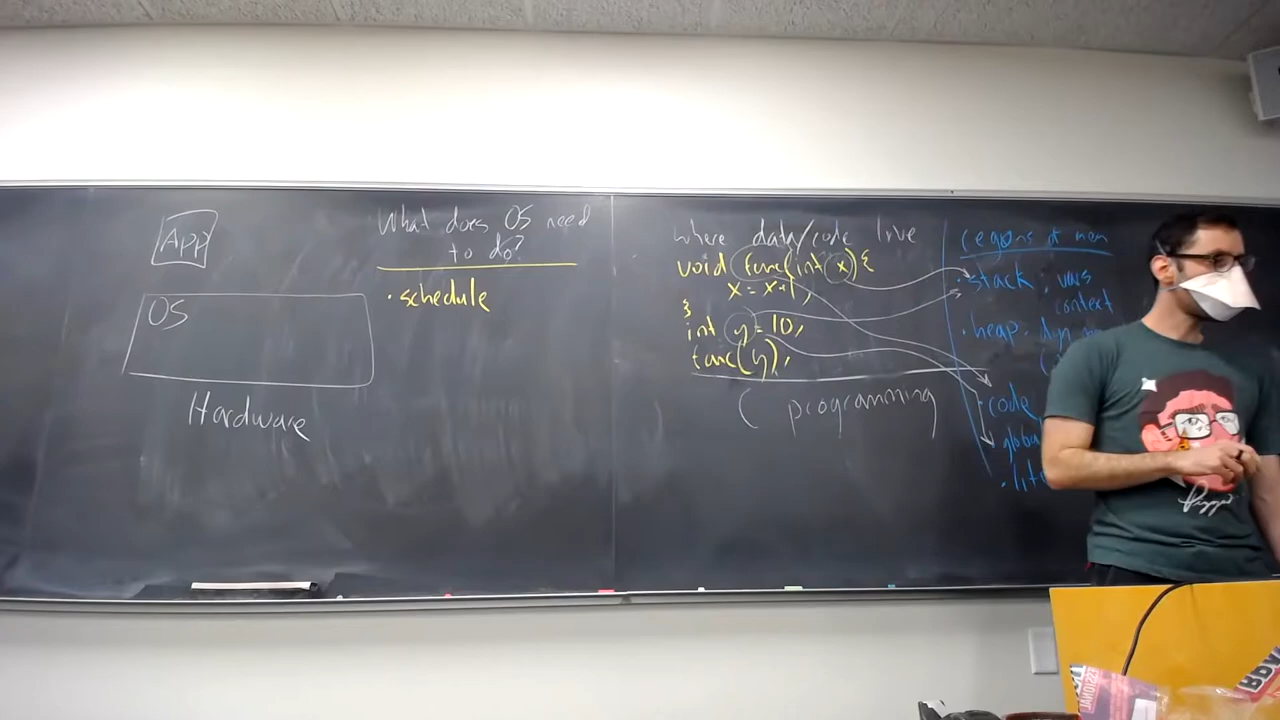 App
OS
Hardware
What does OS need
to do?
• schedule
where data/code live
void func(int x) {
x = x+1;
}
int y = 10;
func(y);
C programming
regions of mem
• stack • vars
context
• heap •
• code